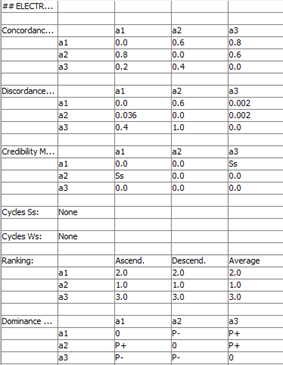 ## ELECTR...
Concordanc... a1 a2 a3
a1 0.0 0.6 0.8
a2 0.8 0.0 0.6
a3 0.2 0.4 0.0
Discordance... a1 a2 a3
a1 0.0 0.6 0.002
a2 0.036 0.0 0.002
a3 0.4 1.0 0.0
Credibility M... a1 a2 a3
a1 0.0 0.0 Ss
a2 Ss 0.0 0.0
a3 0.0 0.0 0.0
Cycles Ss: None
Cycles Ws: None
Ranking: Ascend. Descend. Average
a1 2.0 2.0 2.0
a2 1.0 1.0 1.0
a3 3.0 3.0 3.0
Dominance ... a1 a2 a3
a1 0 P- P+
a2 P+ 0 P+
a3 P- P- 0